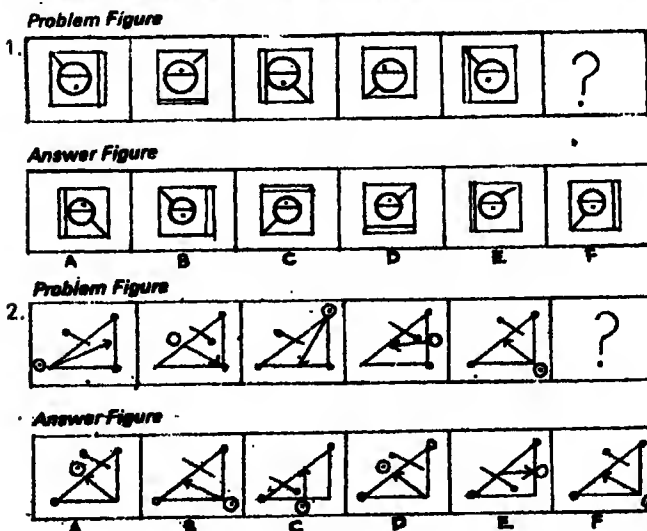 Problem Figure
1.
?
Answer Figure
A B C D E F
Problem Figure
2.
?
Answer Figure
A B C D E F